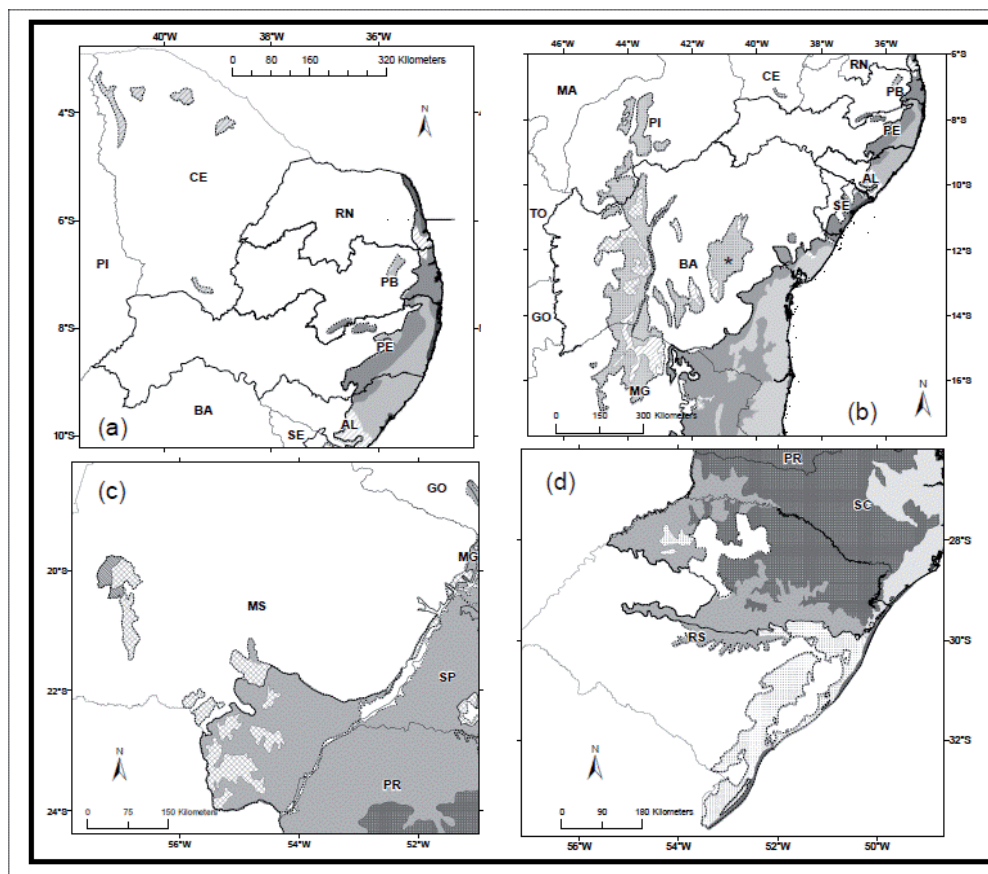 40°W 38°W 36°W
0 80 160 320 Kilometers
N
4°S
CE
RN
6°S
PI
PB
8°S
PE
BA
AL
(a)
SE
10°S
46°W 44°W 42°W 40°W 38°W 36°W
6°S
RN
CE
MA
PB
PI
8°S
PE
AL
10°S
TO
SE
12°S
BA
*
GO
14°S
MG
16°S
N
0 150 300 Kilometers
(b)
(c)
GO
MG
20°S
MS
SP
22°S
N
PR
0 75 150 Kilometers
24°S
56°W 54°W 52°W
PR
(d)
SC
28°S
RS
30°S
32°S
N
0 90 180 Kilometers
56°W 54°W 52°W 50°W